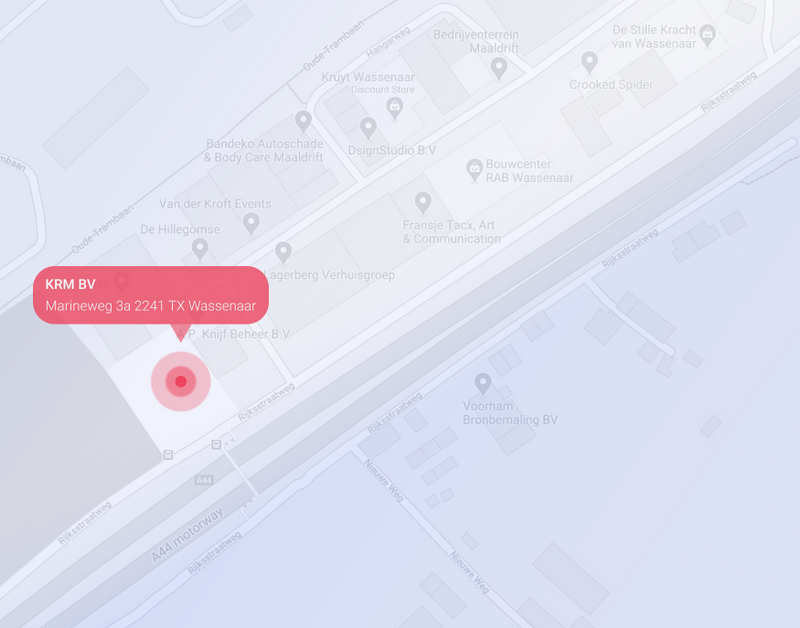 De Stille Kracht
van Wassenaar
Bedrijventerrein
Maaldrift
Oude-Trambaan
Hangarweg
Kruyt Wassenaar
Discount Store
Crooked Spider
Rijksstraatweg
Bandeko Autoschade
& Body Care Maaldrift
DsignStudio B.V
Bouwcenter
RAB Wassenaar
Van der Kroft Events
Oude-Trambaan
De Hillegomse
Fransje Tacx, Art
& Communication
Rijksstraatweg
Lagerberg Verhuisgroep
KRM BV
Marineweg 3a 2241 TX Wassenaar
P. Knijf Beheer B.V
Rijksstraatweg
Rijksstraatweg
Voorham
Bronbemaling BV
A44
Nieuwe Weg
Rijksstraatweg
A44 motorway
Rijksstraatweg
Nieuwe Weg